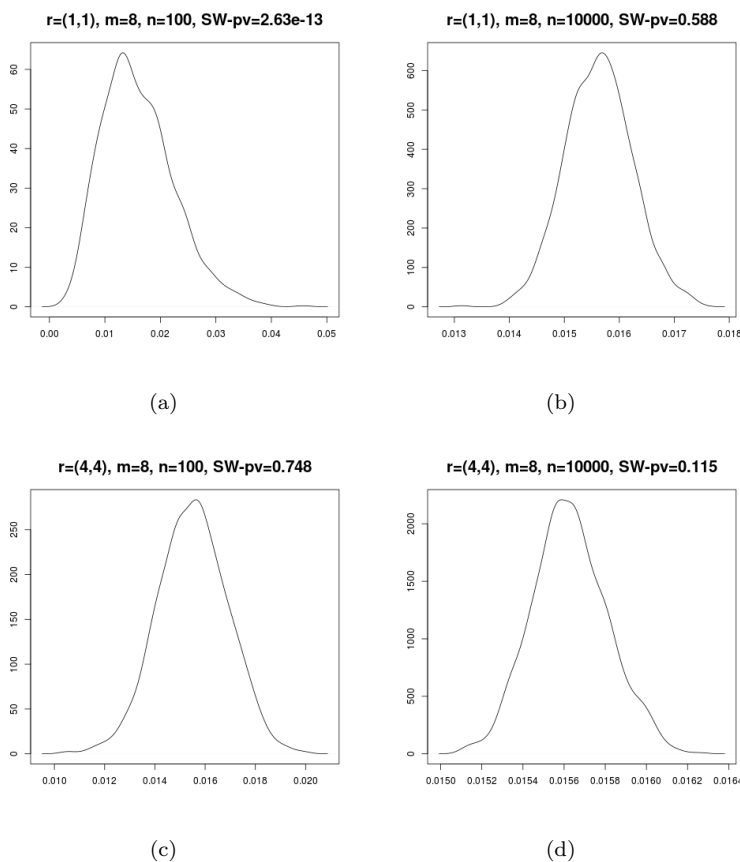 r=(1,1), m=8, n=100, SW-pv=2.63e-13
60
50
40
30
20
10
0
0.00 0.01 0.02 0.03 0.04 0.05
(a)
r=(1,1), m=8, n=10000, SW-pv=0.588
600
500
400
300
200
100
0
0.013 0.014 0.015 0.016 0.017 0.018
(b)
r=(4,4), m=8, n=100, SW-pv=0.748
250
200
150
100
50
0
0.010 0.012 0.014 0.016 0.018 0.020
(c)
r=(4,4), m=8, n=10000, SW-pv=0.115
2000
1500
1000
500
0
0.0150 0.0152 0.0154 0.0156 0.0158 0.0160 0.0162 0.0164
(d)